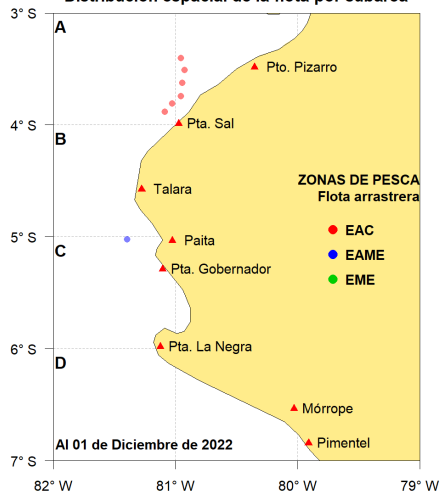 Distribución espacial de la flota por subárea
3° S
A
Pto. Pizarro
4° S
Pta. Sal
B
ZONAS DE PESCA
Talara
Flota arrastrera
EAC
5° S
Paita
C
EAME
Pta. Gobernador
EME
6° S
Pta. La Negra
D
Mórrope
Al 01 de Diciembre de 2022
Pimentel
7° S
82° W
81° W
80° W
79° W